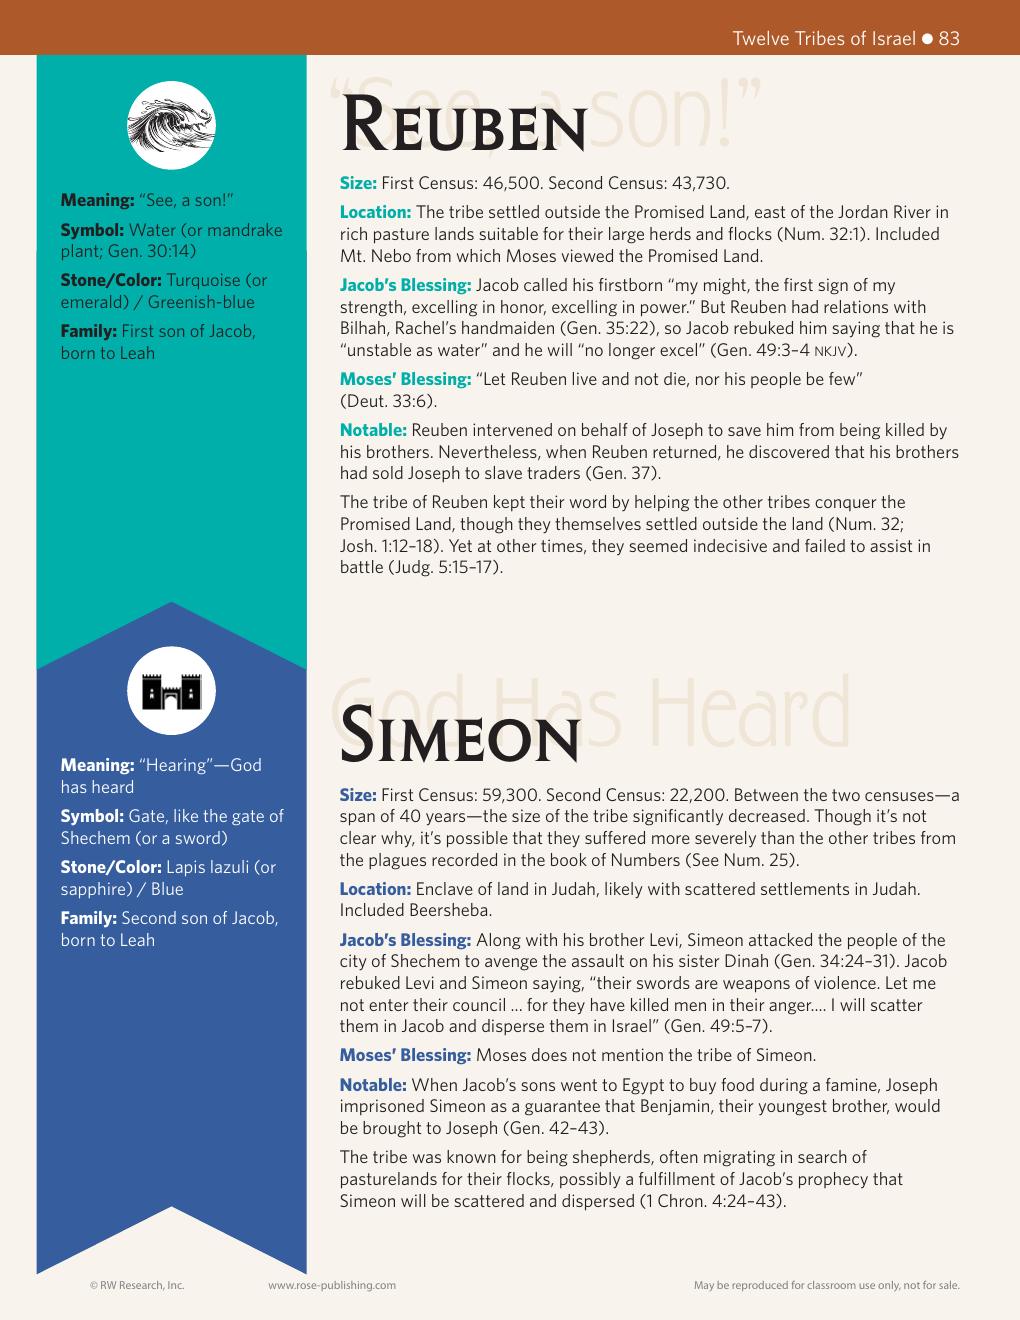 Twelve Tribes of Israel ● 83
Meaning: “See, a son!”
Symbol: Water (or mandrake
plant; Gen. 30:14)
Stone/Color: Turquoise (or
emerald) / Greenish-blue
Family: First son of Jacob,
born to Leah
“See, a son!”
REUBEN
Size: First Census: 46,500. Second Census: 43,730.
Location: The tribe settled outside the Promised Land, east of the Jordan River in
rich pasture lands suitable for their large herds and flocks (Num. 32:1). Included
Mt. Nebo from which Moses viewed the Promised Land.
Jacob’s Blessing: Jacob called his firstborn “my might, the first sign of my
strength, excelling in honor, excelling in power.” But Reuben had relations with
Bilhah, Rachel’s handmaiden (Gen. 35:22), so Jacob rebuked him saying that he is
“unstable as water” and he will “no longer excel” (Gen. 49:3–4 NKJV).
Moses’ Blessing: “Let Reuben live and not die, nor his people be few”
(Deut. 33:6).
Notable: Reuben intervened on behalf of Joseph to save him from being killed by
his brothers. Nevertheless, when Reuben returned, he discovered that his brothers
had sold Joseph to slave traders (Gen. 37).
The tribe of Reuben kept their word by helping the other tribes conquer the
Promised Land, though they themselves settled outside the land (Num. 32;
Josh. 1:12–18). Yet at other times, they seemed indecisive and failed to assist in
battle (Judg. 5:15–17).
Meaning: “Hearing”—God
has heard
Symbol: Gate, like the gate of
Shechem (or a sword)
Stone/Color: Lapis lazuli (or
sapphire) / Blue
Family: Second son of Jacob,
born to Leah
God Has Heard
SIMEON
Size: First Census: 59,300. Second Census: 22,200. Between the two censuses—a
span of 40 years—the size of the tribe significantly decreased. Though it’s not
clear why, it’s possible that they suffered more severely than the other tribes from
the plagues recorded in the book of Numbers (See Num. 25).
Location: Enclave of land in Judah, likely with scattered settlements in Judah.
Included Beersheba.
Jacob’s Blessing: Along with his brother Levi, Simeon attacked the people of the
city of Shechem to avenge the assault on his sister Dinah (Gen. 34:24–31). Jacob
rebuked Levi and Simeon saying, “their swords are weapons of violence. Let me
not enter their council ... for they have killed men in their anger.... I will scatter
them in Jacob and disperse them in Israel” (Gen. 49:5–7).
Moses’ Blessing: Moses does not mention the tribe of Simeon.
Notable: When Jacob’s sons went to Egypt to buy food during a famine, Joseph
imprisoned Simeon as a guarantee that Benjamin, their youngest brother, would
be brought to Joseph (Gen. 42–43).
The tribe was known for being shepherds, often migrating in search of
pasturelands for their flocks, possibly a fulfillment of Jacob’s prophecy that
Simeon will be scattered and dispersed (1 Chron. 4:24–43).
© RW Research, Inc. www.rose-publishing.com May be reproduced for classroom use only, not for sale.